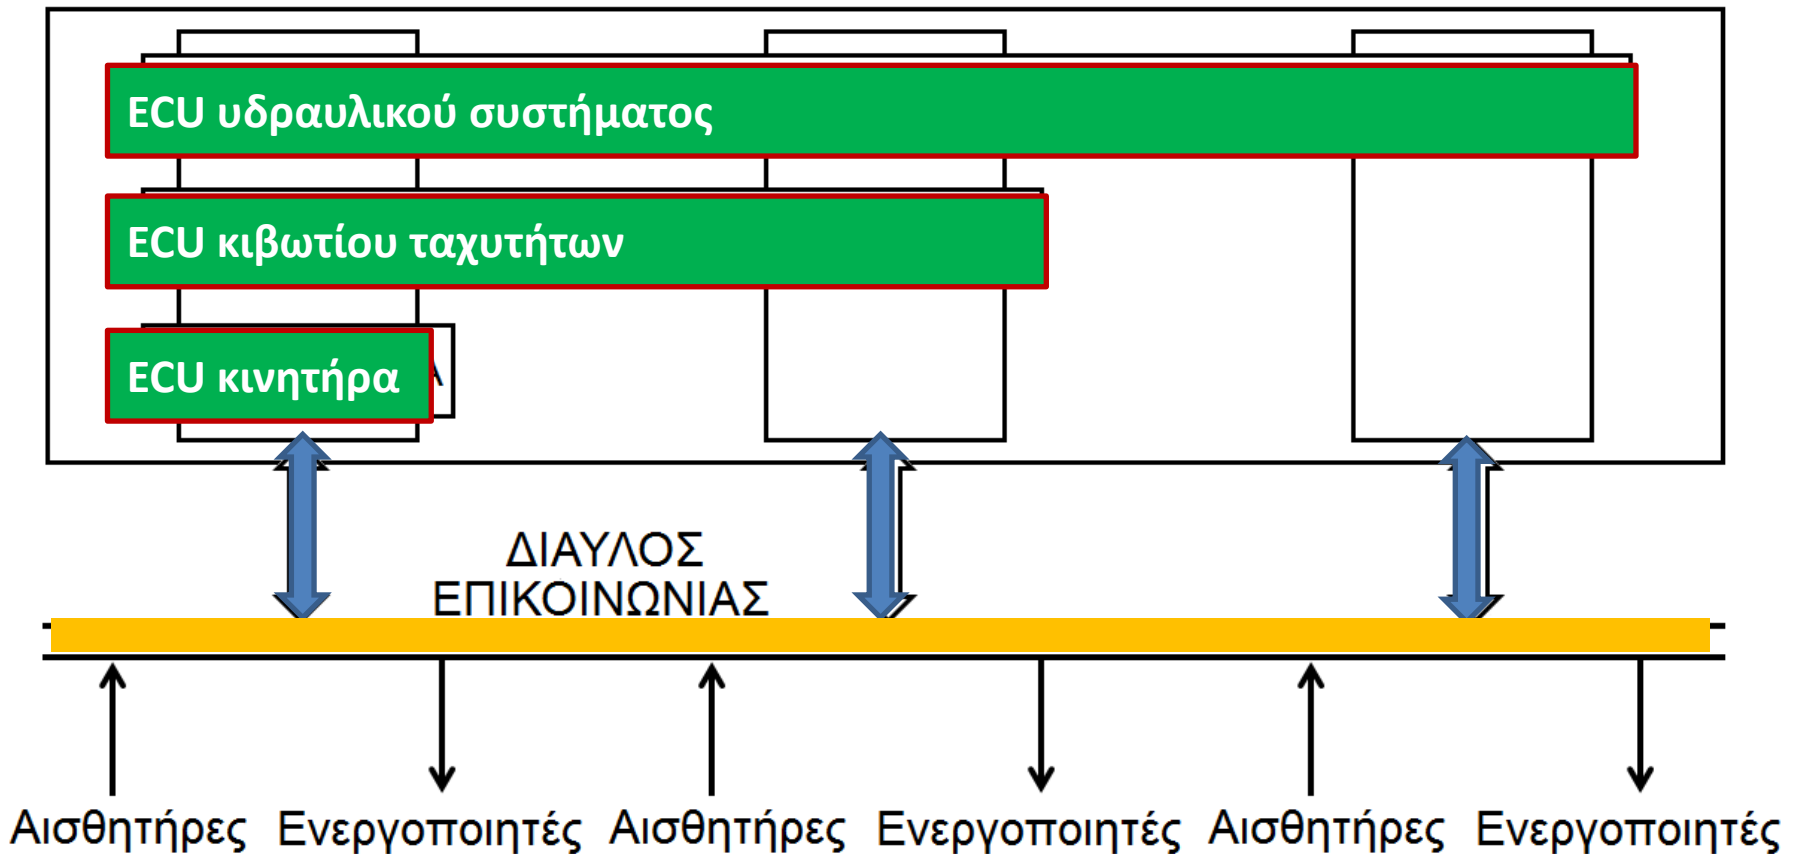 ECU υδραυλικού συστήματος
ECU κιβωτίου ταχυτήτων
ECU κινητήρα
ΔΙΑΥΛΟΣ
ΕΠΙΚΟΙΝΩΝΙΑΣ
Αισθητήρες Ενεργοποιητές Αισθητήρες Ενεργοποιητές Αισθητήρες Ενεργοποιητές